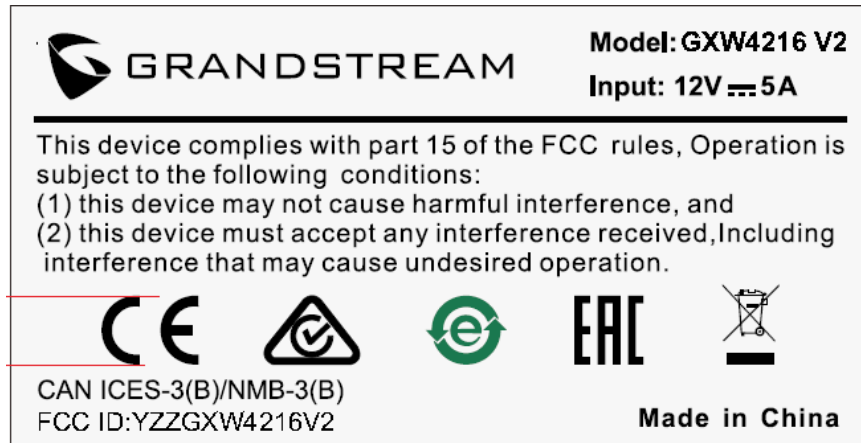 GRANDSTREAM
Model: GXW4216 V2
Input: 12V ⎓ 5A
This device complies with part 15 of the FCC rules, Operation is
subject to the following conditions:
(1) this device may not cause harmful interference, and
(2) this device must accept any interference received,Including
interference that may cause undesired operation.
CE
e
EAC
CAN ICES-3(B)/NMB-3(B)
FCC ID:YZZGXW4216V2
Made in China